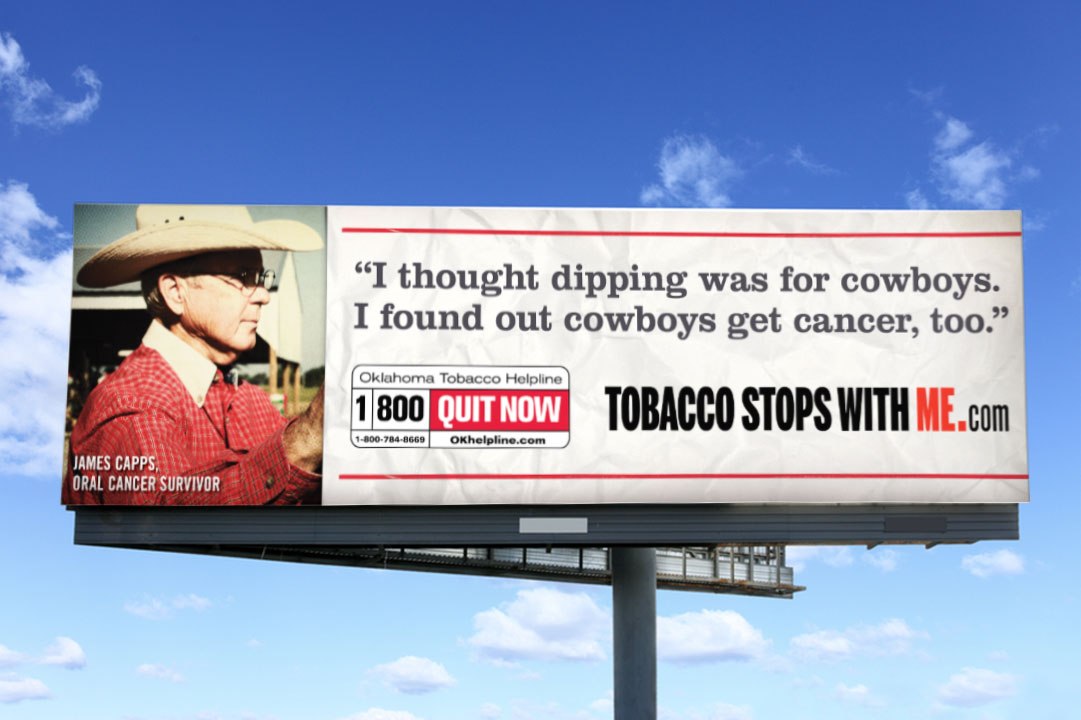 “I thought dipping was for cowboys.
I found out cowboys get cancer, too.”
Oklahoma Tobacco Helpline
1 800 QUIT NOW
1-800-784-8669 OKhelpline.com
TOBACCO STOPS WITH ME.com
JAMES CAPPS,
ORAL CANCER SURVIVOR